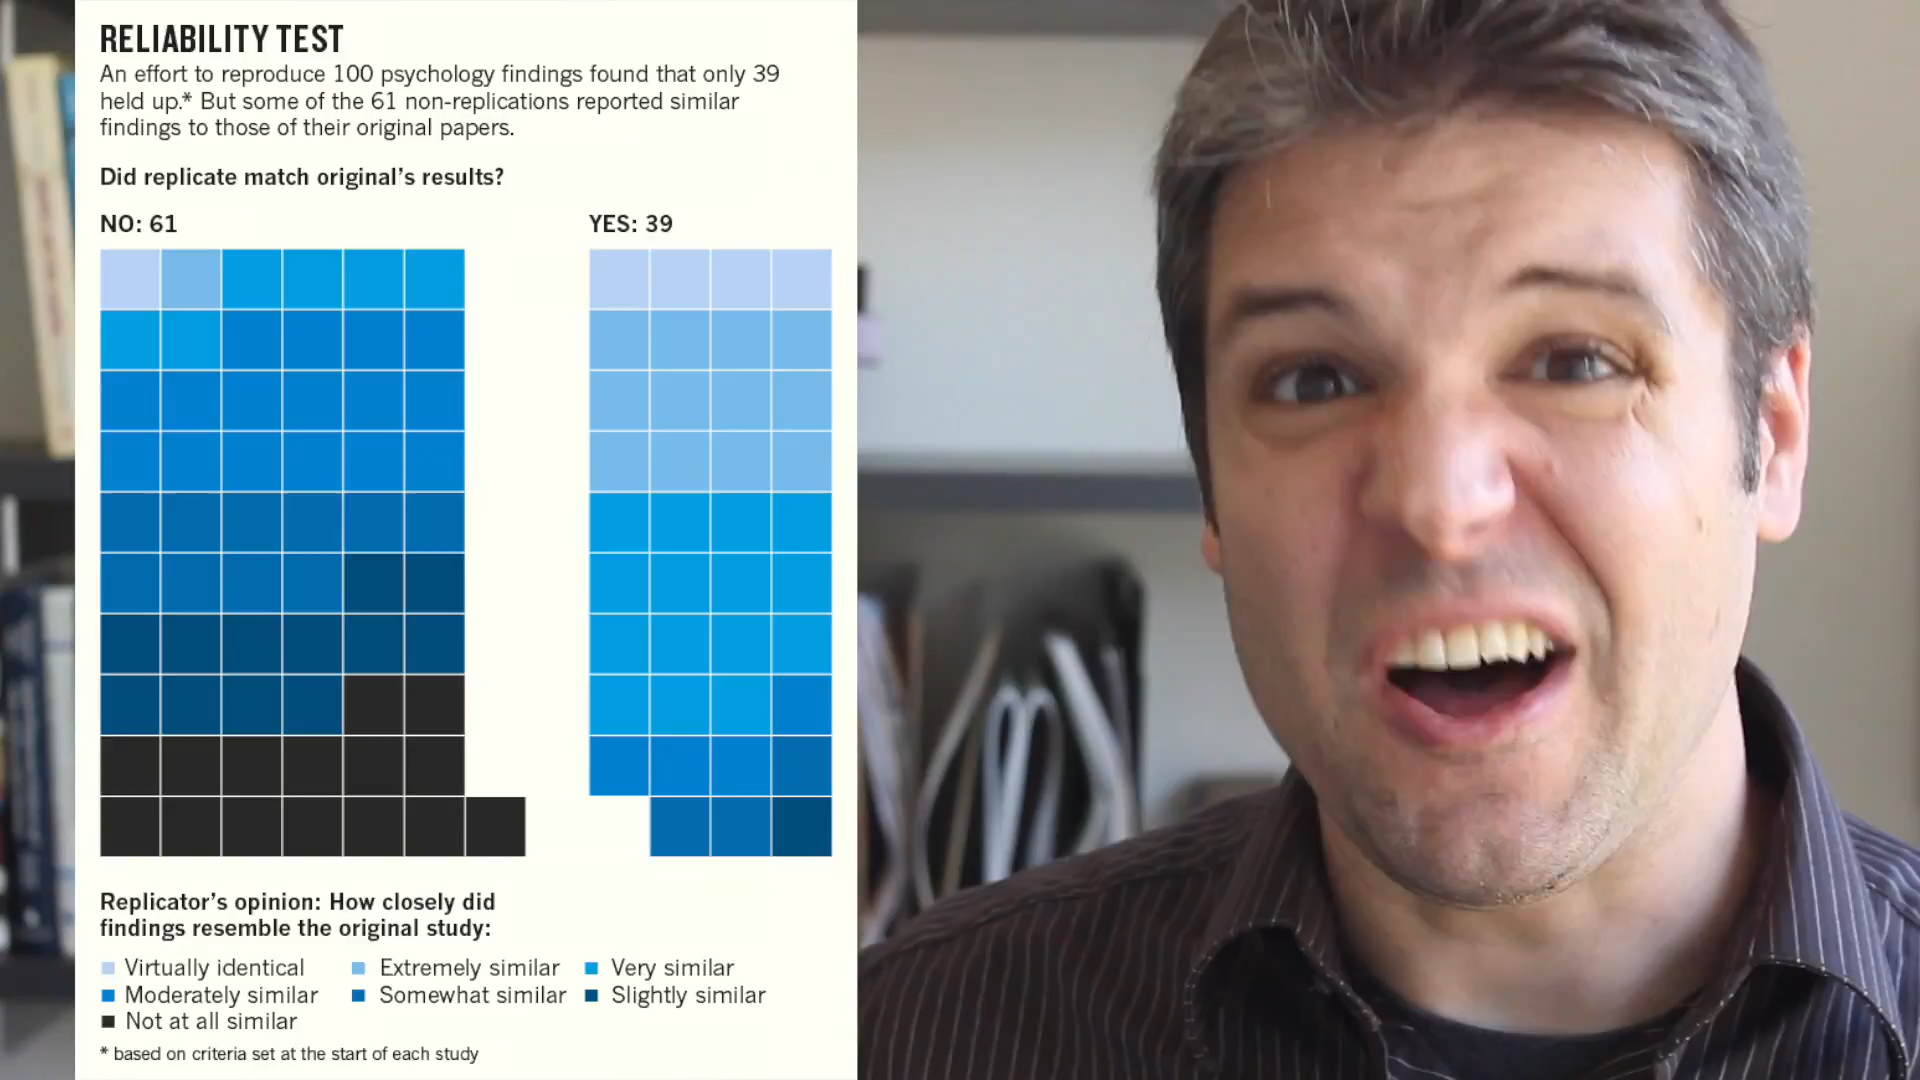 RELIABILITY TEST
An effort to reproduce 100 psychology findings found that only 39
held up.* But some of the 61 non-replications reported similar
findings to those of their original papers.
Did replicate match original's results?
NO: 61
YES: 39
Replicator's opinion: How closely did
findings resemble the original study:
Virtually identical
Extremely similar
Very similar
Moderately similar
Somewhat similar
Slightly similar
Not at all similar
* based on criteria set at the start of each study